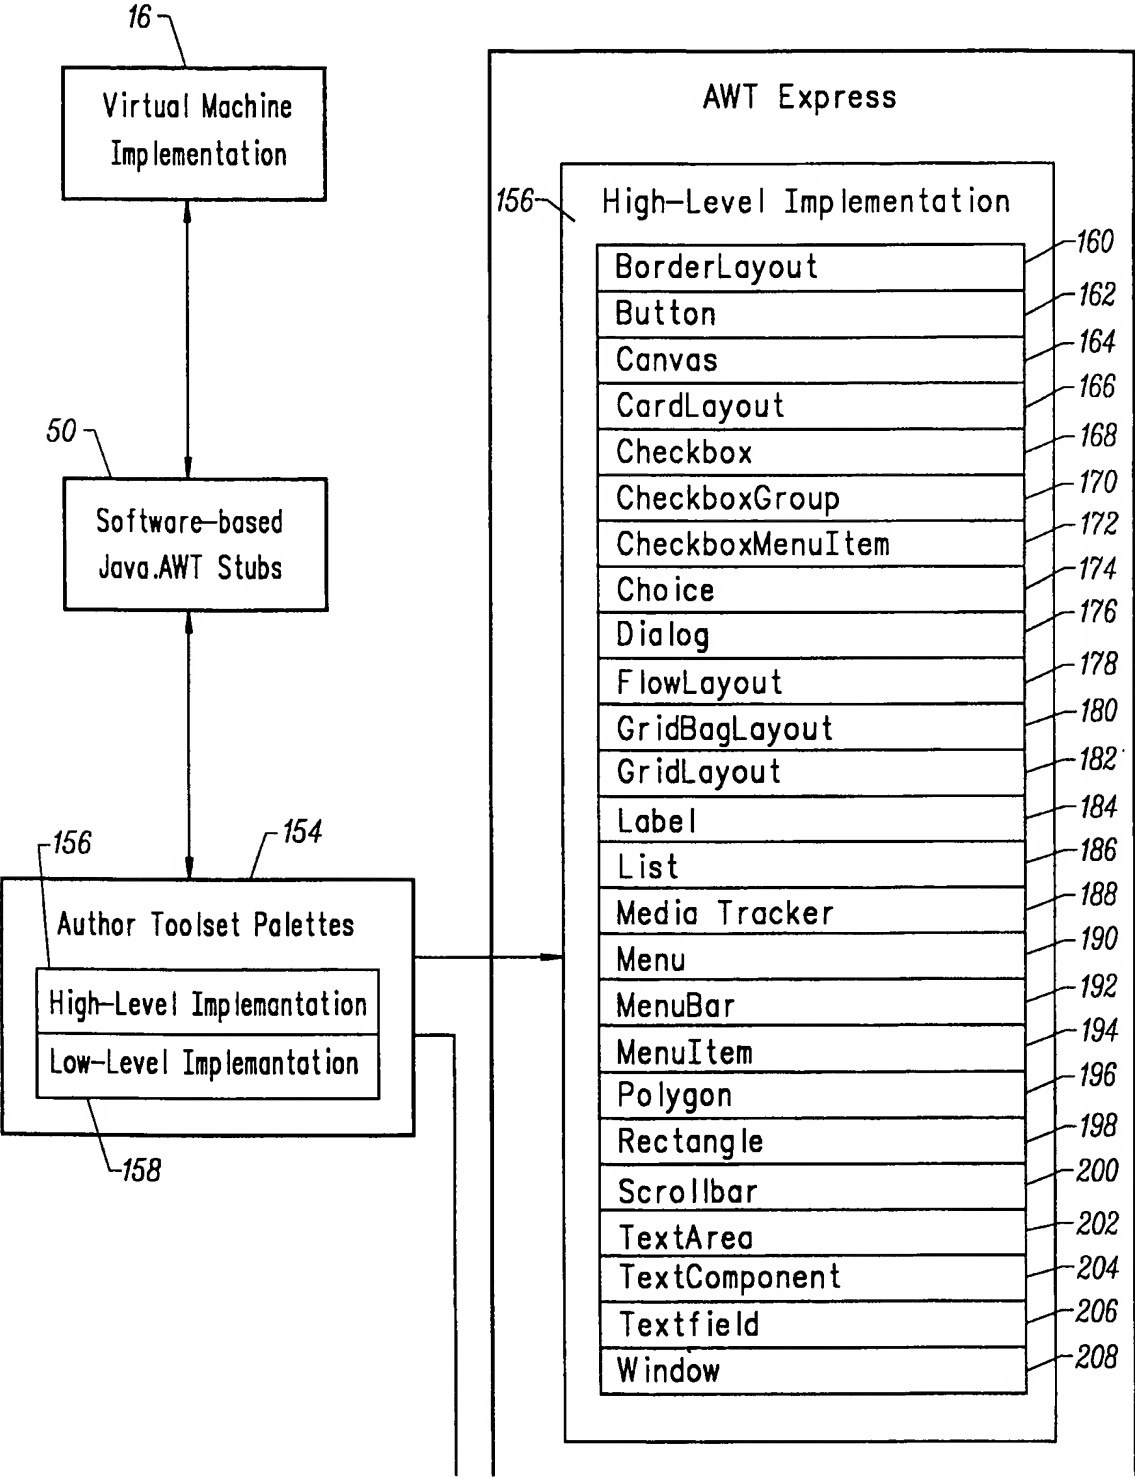 16
Virtual Machine
Implementation
50
Software-based
Java.AWT Stubs
154
156
Author Toolset Palettes
High-Level Implemantation
Low-Level Implemantation
158
AWT Express
156
High-Level Implementation
BorderLayout 160
Button 162
Canvas 164
CardLayout 166
Checkbox 168
CheckboxGroup 170
CheckboxMenuItem 172
Choice 174
Dialog 176
FlowLayout 178
GridBagLayout 180
GridLayout 182
Label 184
List 186
Media Tracker 188
Menu 190
MenuBar 192
MenuItem 194
Polygon 196
Rectangle 198
Scrollbar 200
TextArea 202
TextComponent 204
Textfield 206
Window 208